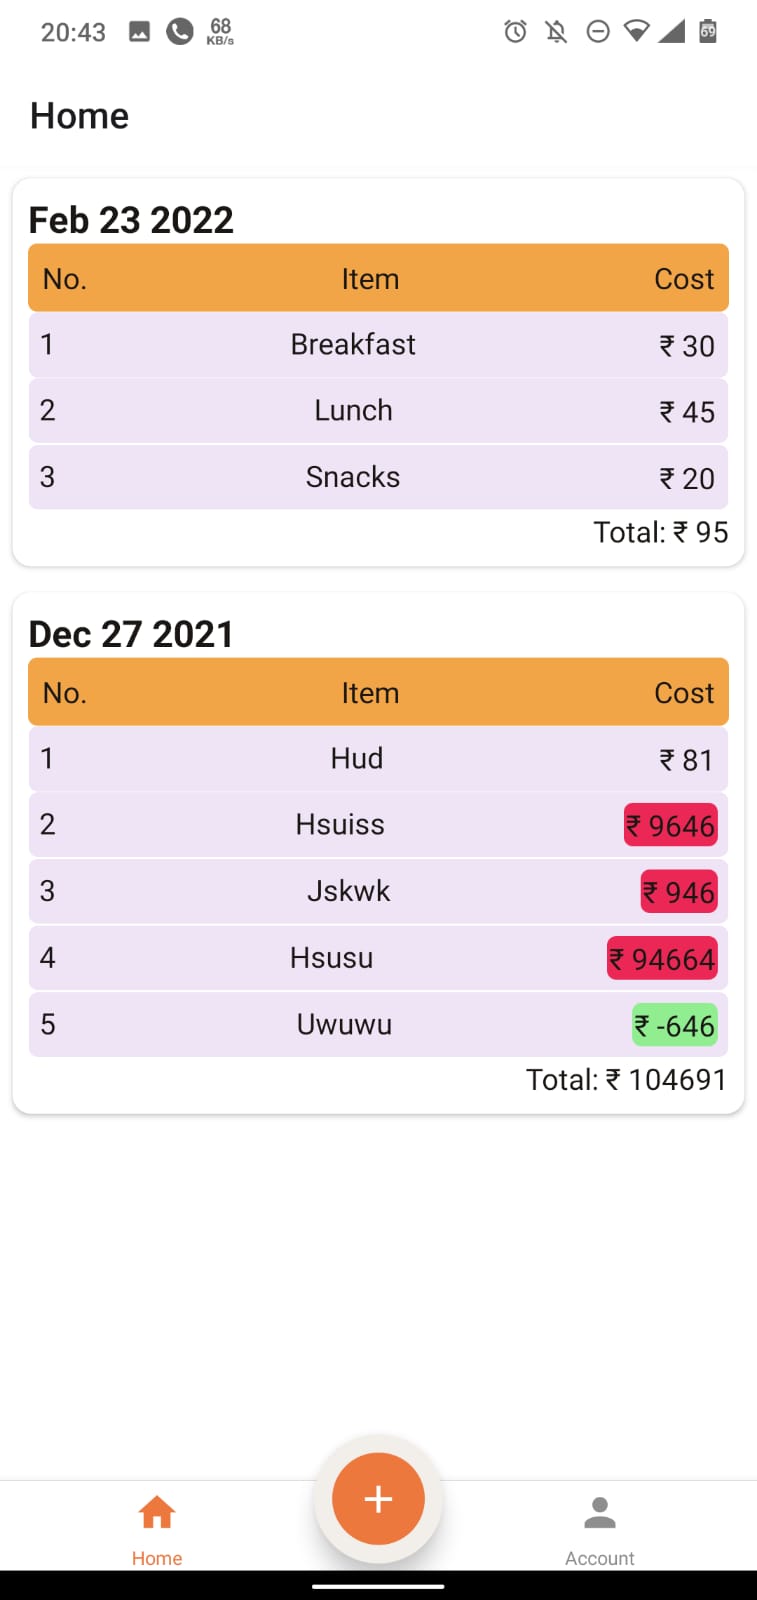 20:43 68 KB/s 69
Home
Feb 23 2022
No. Item Cost
1 Breakfast ₹ 30
2 Lunch ₹ 45
3 Snacks ₹ 20
Total: ₹ 95
Dec 27 2021
No. Item Cost
1 Hud ₹ 81
2 Hsuiss ₹ 9646
3 Jskwk ₹ 946
4 Hsusu ₹ 94664
5 Uwuwu ₹ -646
Total: ₹ 104691
+
Home Account